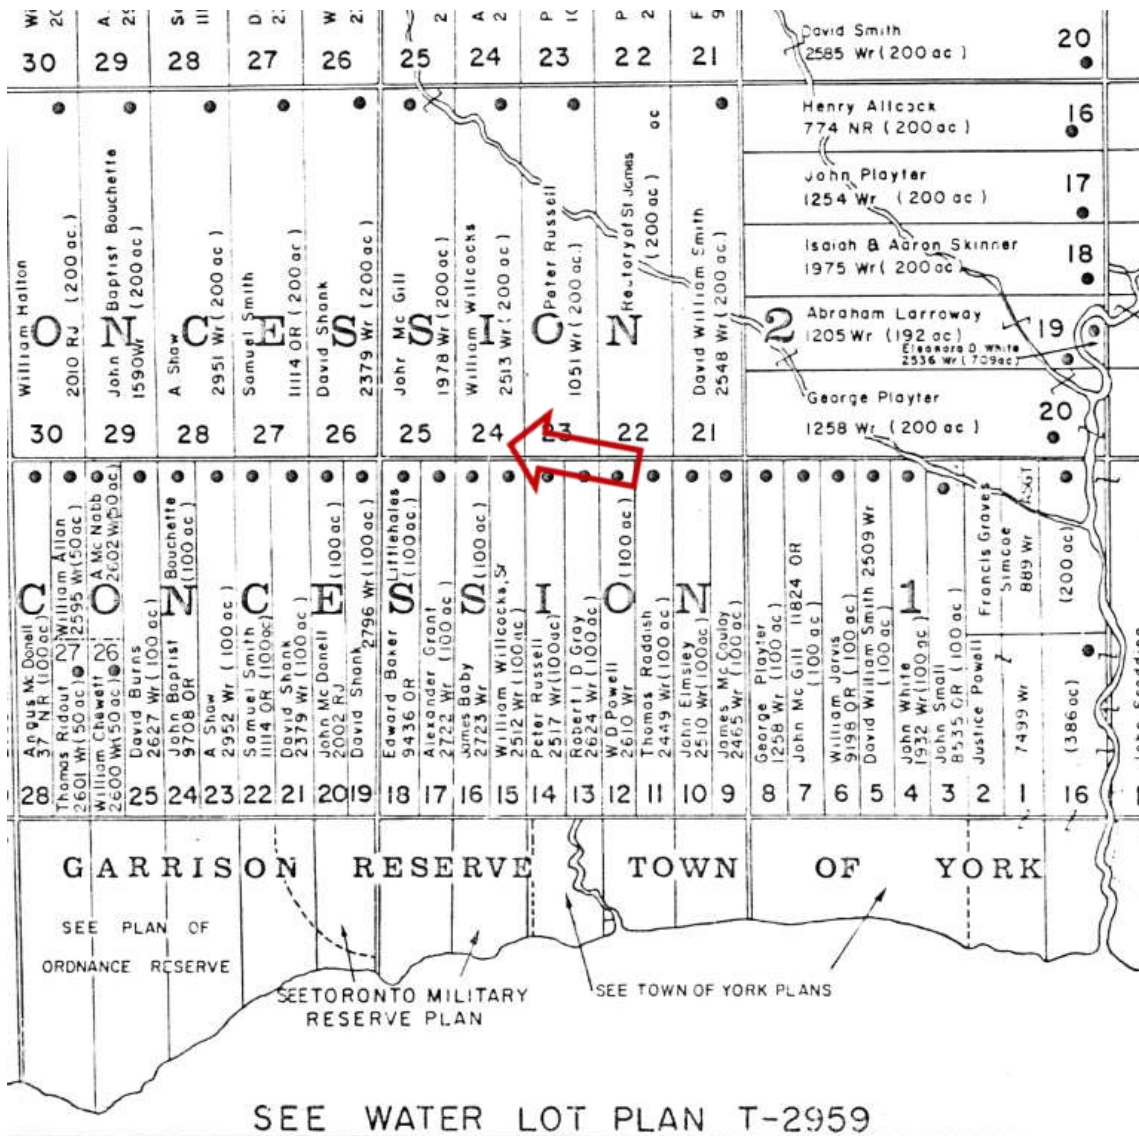 30 29 28 27 26 25 24 23 22 21
David Smith
2585 Wr (200 ac)
20
Henry Allcock
774 NR (200 ac)
16
John Playter
1254 Wr (200 ac)
17
Isaiah & Aaron Skinner
1975 Wr (200 ac)
18
Abraham Larroway
1205 Wr (192 ac)
19
Eleanora D. White
2536 Wr (709 ac)
George Playter
1258 Wr (200 ac)
20
William Halton
2010 RJ (200 ac.)
John Baptist Bouchette
1590 Wr (200 ac)
A Shaw
2951 Wr (200 ac)
Samuel Smith
1114 OR (200 ac)
David Shank
2379 Wr (200 ac)
John Mc Gill
1978 Wr (200 ac)
William Willcocks
2513 Wr (200 ac)
Peter Russell
1051 Wr (200 ac.)
Rectory of St James
(200 ac)
ac
David William Smith
2548 Wr (200 ac)
ONCESSION 2
30 29 28 27 26 25 24 23 22 21
CONCESSION 1
Angus Mc Donell
37 NR (100 ac)
28
William Allan
2595 Wr (50 ac)
27
Thomas Ridout
2601 Wr (50 ac)
A Mc Nabb
2602 Wr 50 ac
26
William Chewett
2600 Wr (50 ac)
David Burns
2627 Wr (100 ac)
25
John Baptist Bouchette
9708 OR (100 ac)
24
A Shaw
2952 Wr (100 ac)
23
Samuel Smith
1114 OR (100 ac)
22
David Shank
2379 Wr (100 ac)
21
John Mc Donell
2002 RJ (100 ac)
20
David Shank
2796 Wr (100 ac)
19
Edward Baker Littlehales
9436 OR (100 ac.)
18
Alexander Grant
2722 Wr (100 ac)
17
James Baby
2723 Wr (100 ac)
16
William Willcocks, Sr
2512 Wr (100 ac)
15
Peter Russell
2517 Wr (100 ac)
14
Robert I D Gray
2624 Wr (100 ac)
13
W D Powell
2610 Wr (100 ac)
12
Thomas Raddish
2449 Wr (100 ac)
11
John Elmsley
2510 Wr (100 ac)
10
James Mc Caulay
2465 Wr (100 ac)
9
George Playter
1258 Wr (100 ac)
8
John Mc Gill 1824 OR
(100 ac)
7
William Jarvis
9198 OR (100 ac)
6
David William Smith 2509 Wr
(100 ac)
5
John White
1932 Wr (100 ac)
4
John Small
8535 OR (100 ac)
3
Justice Powall
Francis Graves
2
Simcoe
889 Wr
7499 Wr
1
(200 ac)
(386 ac)
16
GARRISON RESERVE TOWN OF YORK
SEE PLAN OF
ORDNANCE RESERVE
SEE TORONTO MILITARY
RESERVE PLAN
SEE TOWN OF YORK PLANS
SEE WATER LOT PLAN T-2959